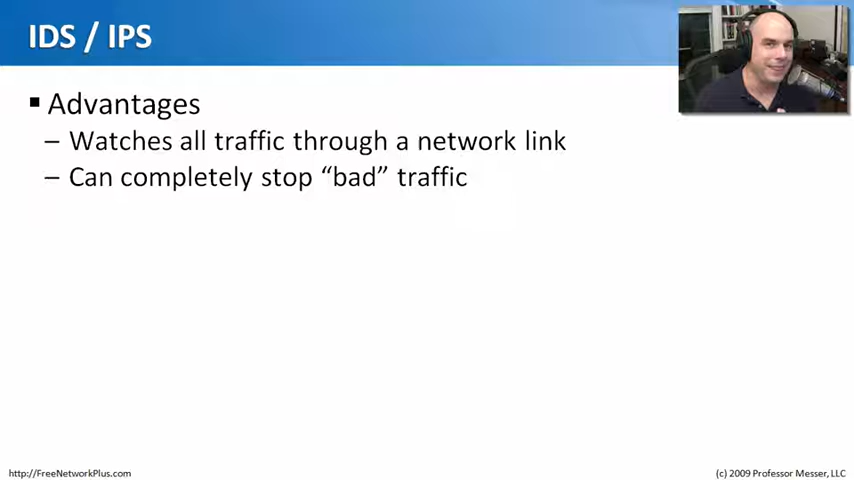 IDS / IPS
▪ Advantages
– Watches all traffic through a network link
– Can completely stop “bad” traffic
http://FreeNetworkPlus.com
(c) 2009 Professor Messer, LLC